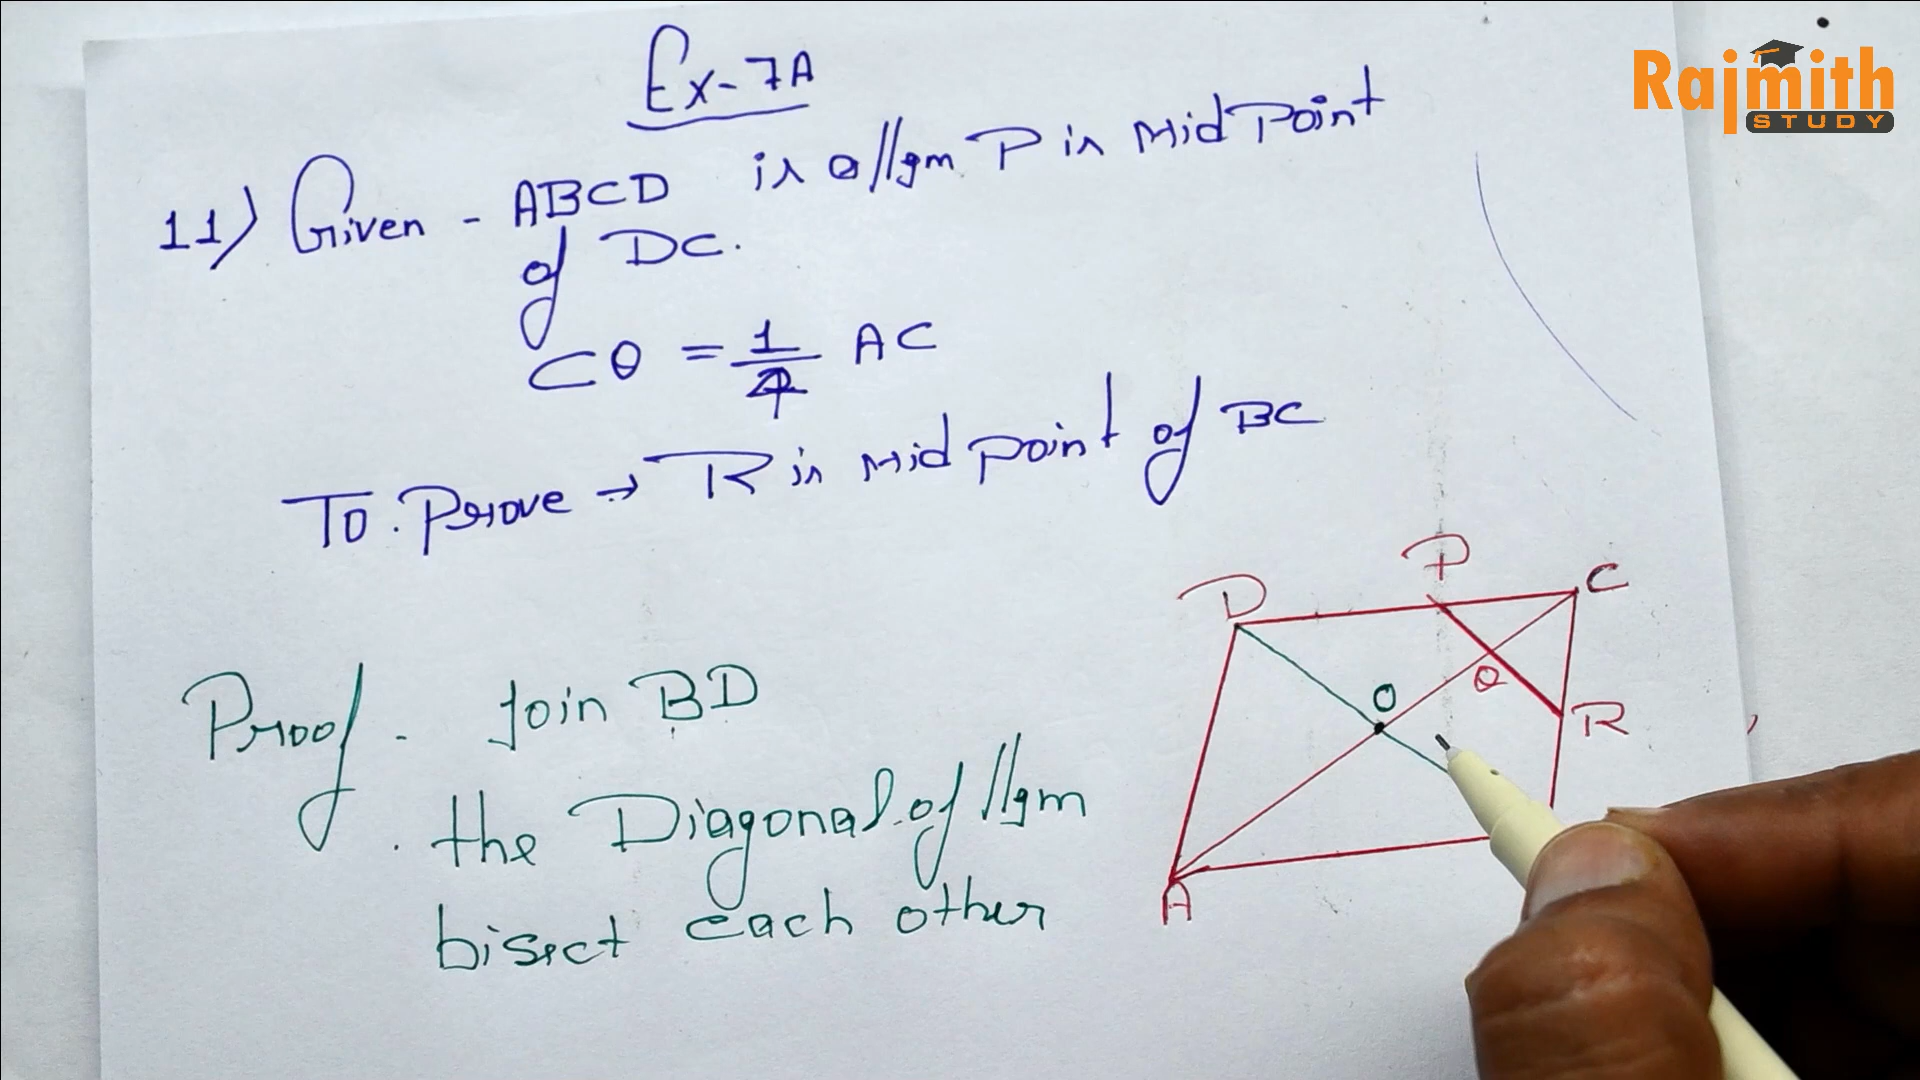 Rajmith
STUDY
Ex-7A
11) Given - ABCD is a //gm P is Mid Point
of DC.
CQ = 1/4 AC
To. Prove → R is Mid point of BC
Proof - Join BD
. the Diagonal of //gm
bisect each other
D P C
O Q R
A